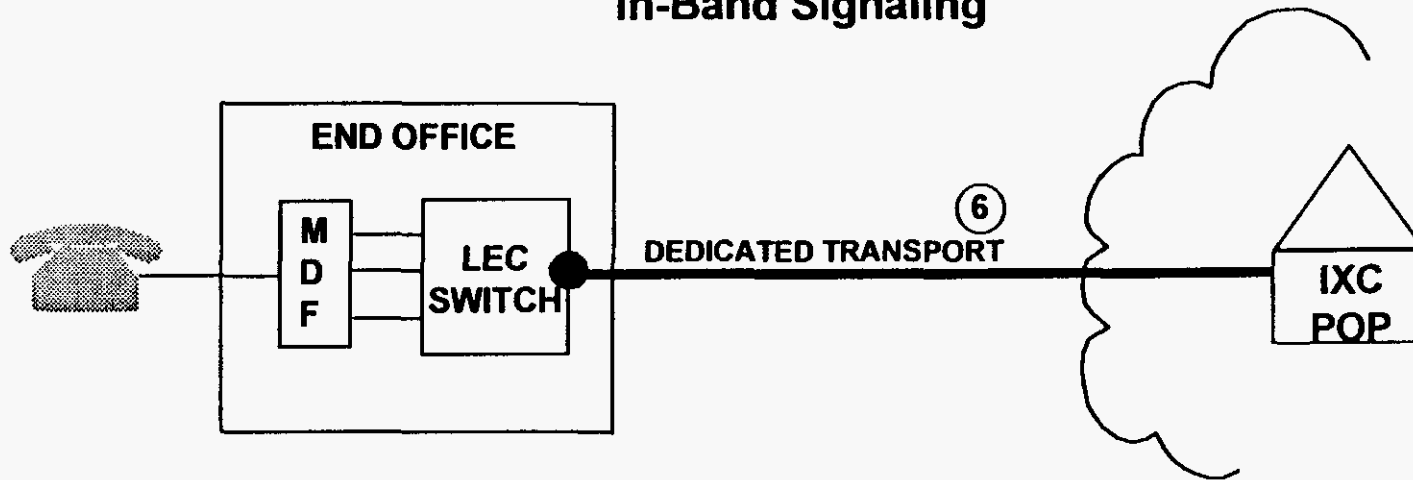 In-Band Signaling
END OFFICE
M
D
F
LEC
SWITCH
6
DEDICATED TRANSPORT
IXC
POP